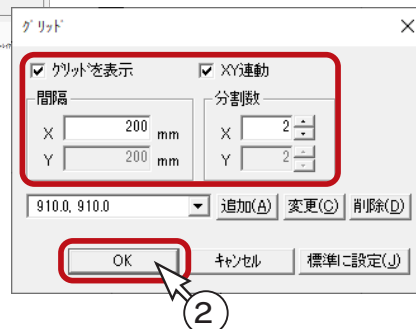 グリッド
グリッドを表示 XY連動
間隔 分割数
X 200 mm X 2
Y 200 mm Y 2
910.0, 910.0 追加(A) 変更(C) 削除(D)
OK キャンセル 標準に設定(J)
2